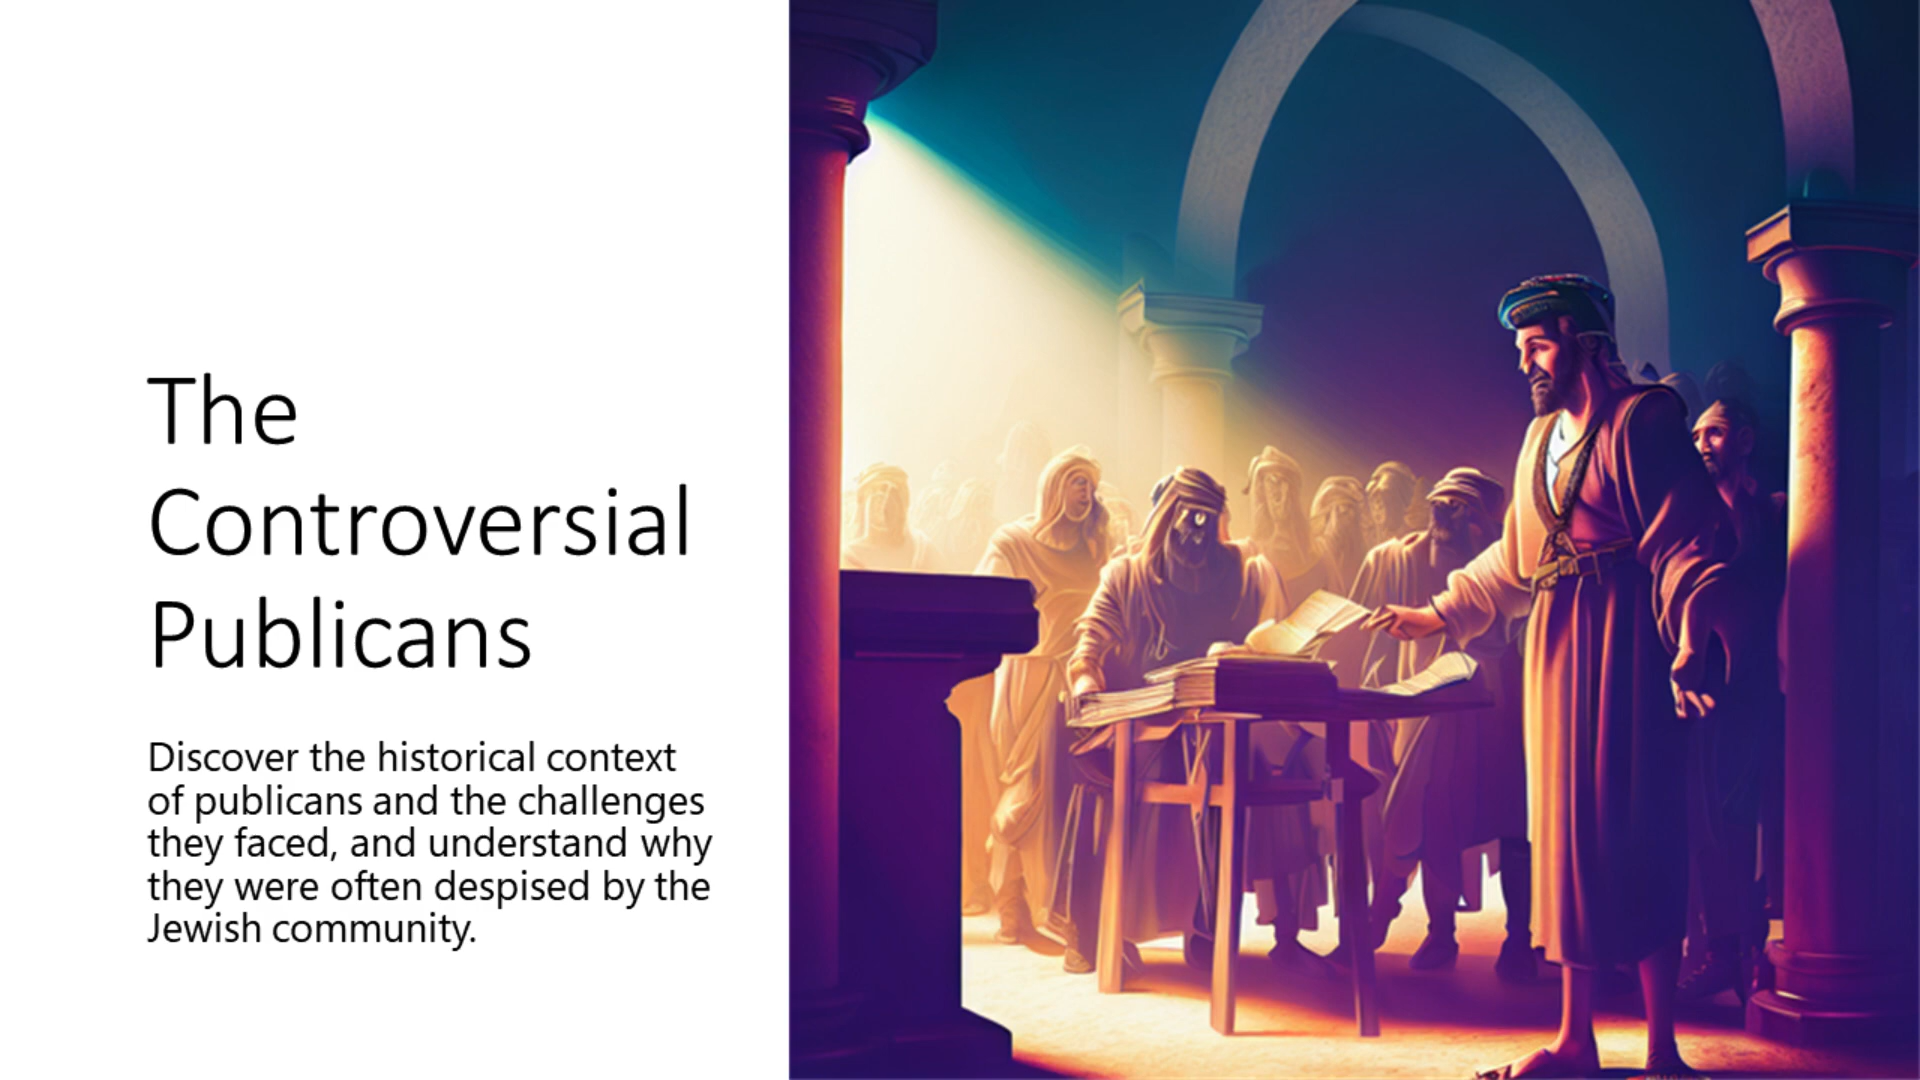 The
Controversial
Publicans
Discover the historical context
of publicans and the challenges
they faced, and understand why
they were often despised by the
Jewish community.